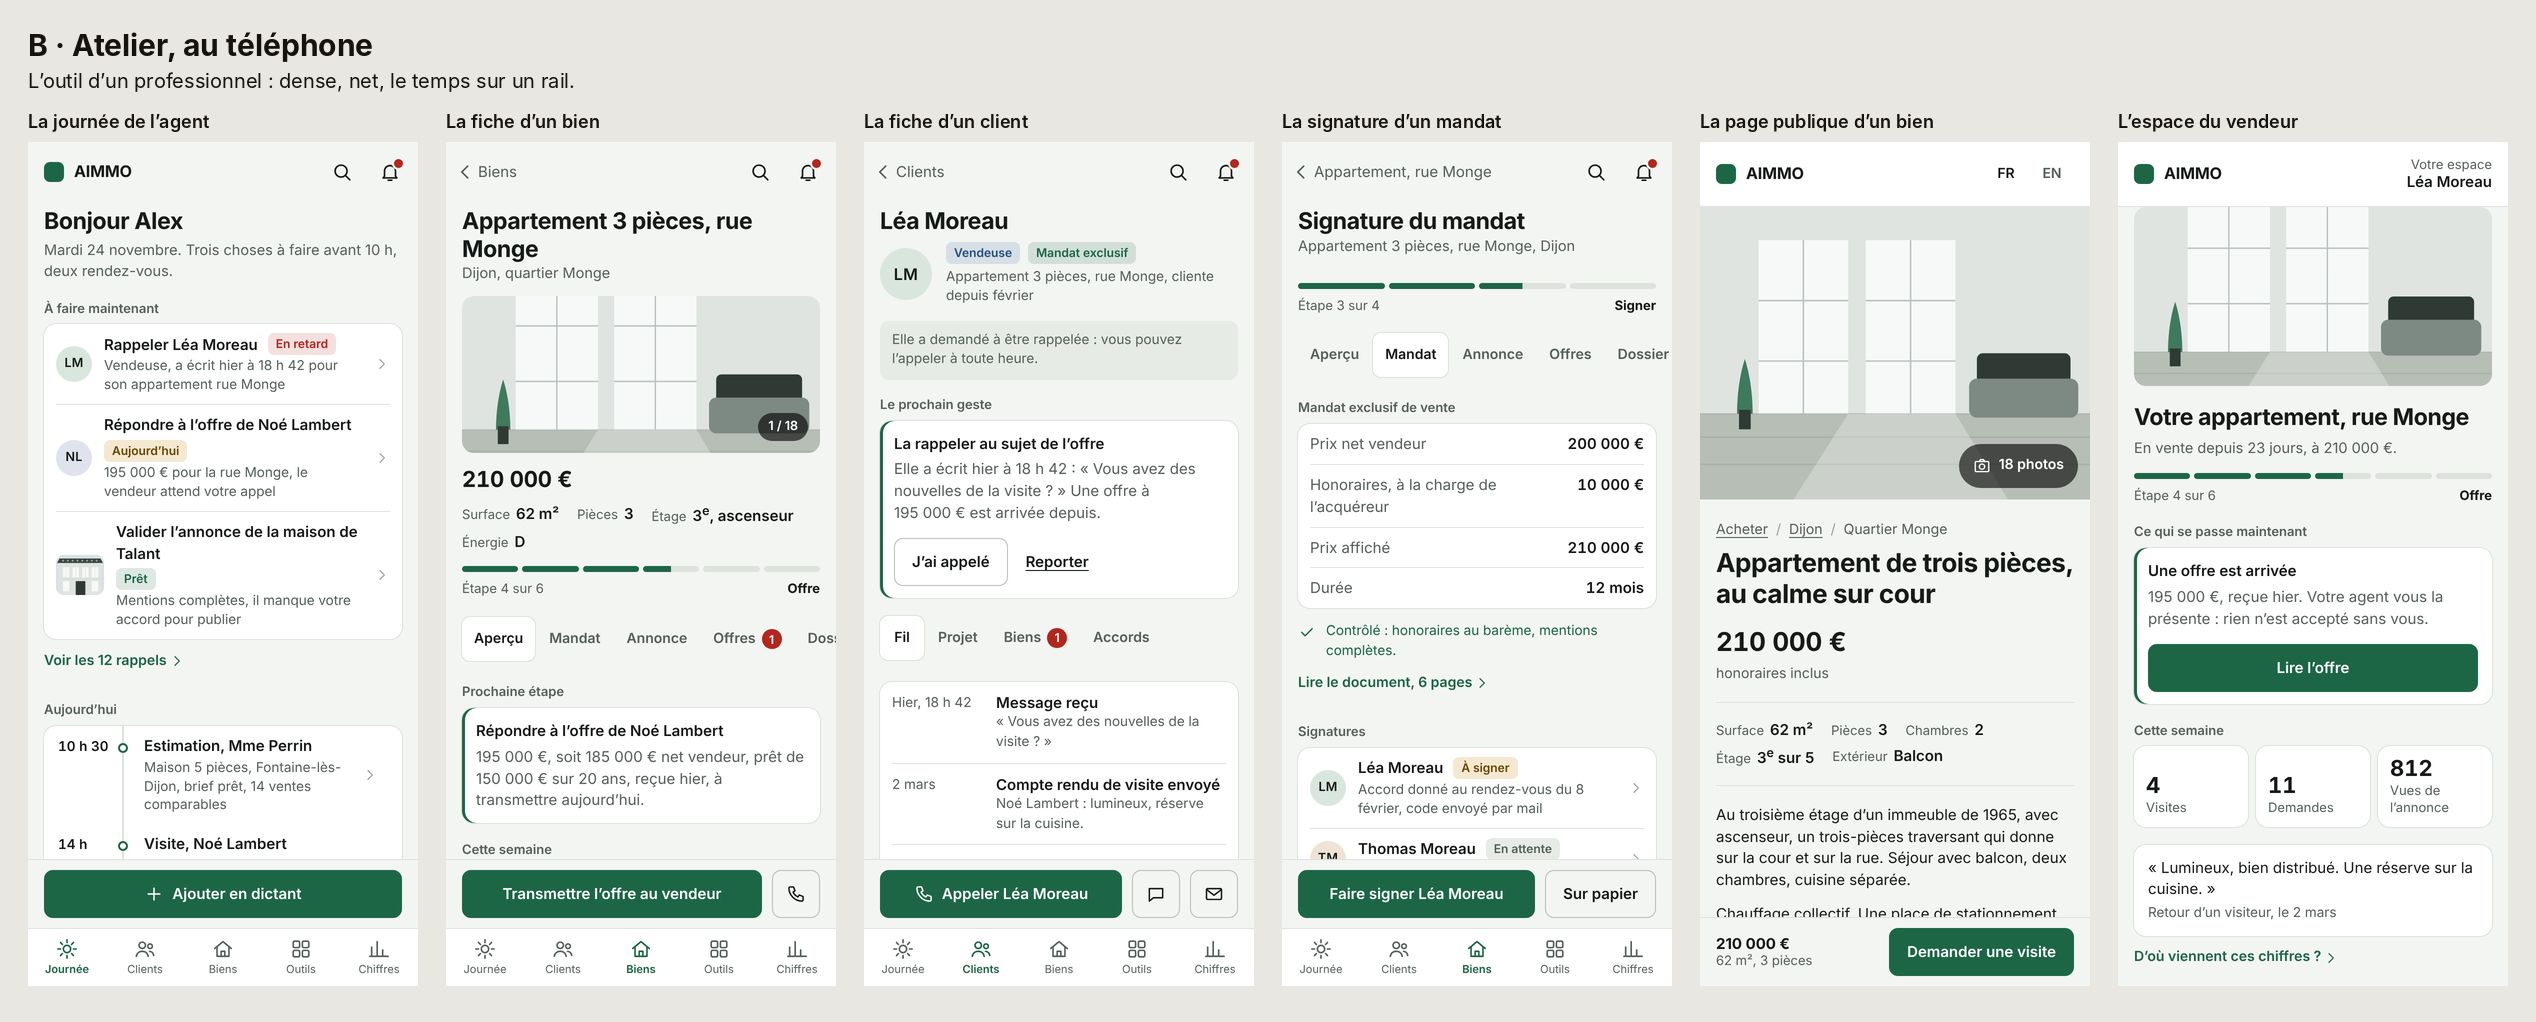 B · Atelier, au téléphone
L’outil d’un professionnel : dense, net, le temps sur un rail.
La journée de l’agent
AIMMO
Bonjour Alex
Mardi 24 novembre. Trois choses à faire avant 10 h,
deux rendez-vous.
À faire maintenant
LM
Rappeler Léa Moreau En retard
Vendeuse, a écrit hier à 18 h 42 pour
son appartement rue Monge
NL
Répondre à l’offre de Noé Lambert
Aujourd’hui
195 000 € pour la rue Monge, le
vendeur attend votre appel
Valider l’annonce de la maison de
Talant
Prêt
Mentions complètes, il manque votre
accord pour publier
Voir les 12 rappels
Aujourd’hui
10 h 30 Estimation, Mme Perrin
Maison 5 pièces, Fontaine-lès-
Dijon, brief prêt, 14 ventes
comparables
14 h Visite, Noé Lambert
Ajouter en dictant
Journée Clients Biens Outils Chiffres
La fiche d’un bien
Biens
Appartement 3 pièces, rue
Monge
Dijon, quartier Monge
1 / 18
210 000 €
Surface 62 m² Pièces 3 Étage 3e, ascenseur
Énergie D
Étape 4 sur 6 Offre
Aperçu Mandat Annonce Offres 1 Doss
Prochaine étape
Répondre à l’offre de Noé Lambert
195 000 €, soit 185 000 € net vendeur, prêt de
150 000 € sur 20 ans, reçue hier, à
transmettre aujourd’hui.
Cette semaine
Transmettre l’offre au vendeur
Journée Clients Biens Outils Chiffres
La fiche d’un client
Clients
Léa Moreau
LM
Vendeuse Mandat exclusif
Appartement 3 pièces, rue Monge, cliente
depuis février
Elle a demandé à être rappelée : vous pouvez
l’appeler à toute heure.
Le prochain geste
La rappeler au sujet de l’offre
Elle a écrit hier à 18 h 42 : « Vous avez des
nouvelles de la visite ? » Une offre à
195 000 € est arrivée depuis.
J’ai appelé Reporter
Fil Projet Biens 1 Accords
Hier, 18 h 42 Message reçu
« Vous avez des nouvelles de la
visite ? »
2 mars Compte rendu de visite envoyé
Noé Lambert : lumineux, réserve
sur la cuisine.
Appeler Léa Moreau
Journée Clients Biens Outils Chiffres
La signature d’un mandat
Appartement, rue Monge
Signature du mandat
Appartement 3 pièces, rue Monge, Dijon
Étape 3 sur 4 Signer
Aperçu Mandat Annonce Offres Dossier
Mandat exclusif de vente
Prix net vendeur 200 000 €
Honoraires, à la charge de 10 000 €
l’acquéreur
Prix affiché 210 000 €
Durée 12 mois
Contrôlé : honoraires au barème, mentions
complètes.
Lire le document, 6 pages
Signatures
LM
Léa Moreau À signer
Accord donné au rendez-vous du 8
février, code envoyé par mail
TM
Thomas Moreau En attente
Faire signer Léa Moreau Sur papier
Journée Clients Biens Outils Chiffres
La page publique d’un bien
AIMMO FR EN
18 photos
Acheter / Dijon / Quartier Monge
Appartement de trois pièces,
au calme sur cour
210 000 €
honoraires inclus
Surface 62 m² Pièces 3 Chambres 2
Étage 3e sur 5 Extérieur Balcon
Au troisième étage d’un immeuble de 1965, avec
ascenseur, un trois-pièces traversant qui donne
sur la cour et sur la rue. Séjour avec balcon, deux
chambres, cuisine séparée.
Chauffage collectif. Une place de stationnement
210 000 €
62 m², 3 pièces
Demander une visite
L’espace du vendeur
AIMMO
Votre espace
Léa Moreau
Votre appartement, rue Monge
En vente depuis 23 jours, à 210 000 €.
Étape 4 sur 6 Offre
Ce qui se passe maintenant
Une offre est arrivée
195 000 €, reçue hier. Votre agent vous la
présente : rien n’est accepté sans vous.
Lire l’offre
Cette semaine
4
Visites
11
Demandes
812
Vues de
l’annonce
« Lumineux, bien distribué. Une réserve sur la
cuisine. »
Retour d’un visiteur, le 2 mars
D’où viennent ces chiffres ?